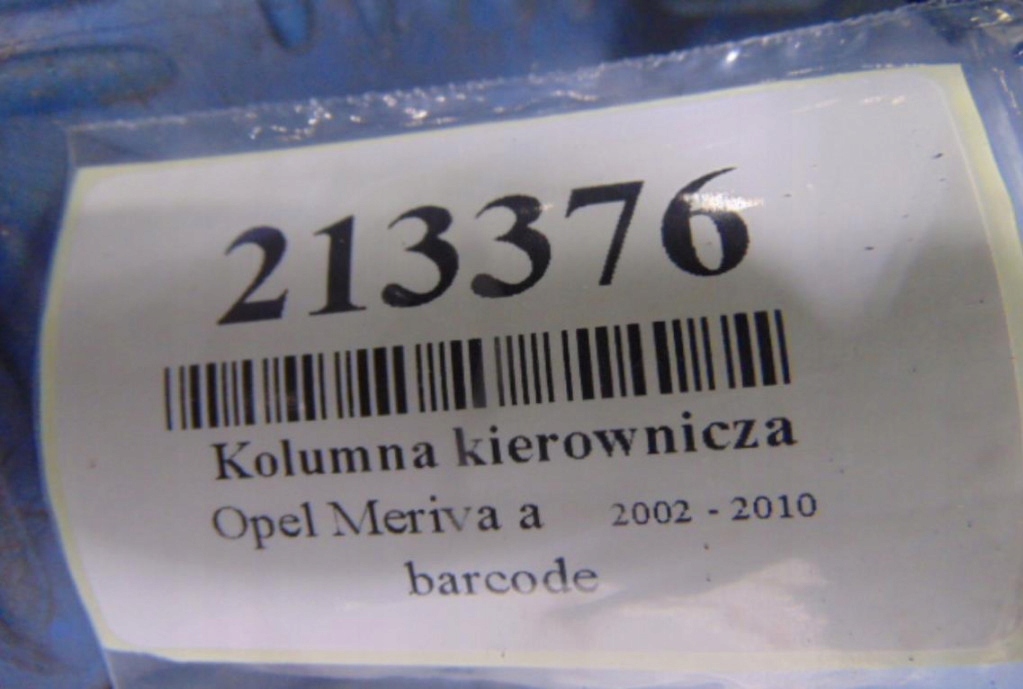 213376
Kolumna kierownicza
Opel Meriva a 2002 - 2010
barcode